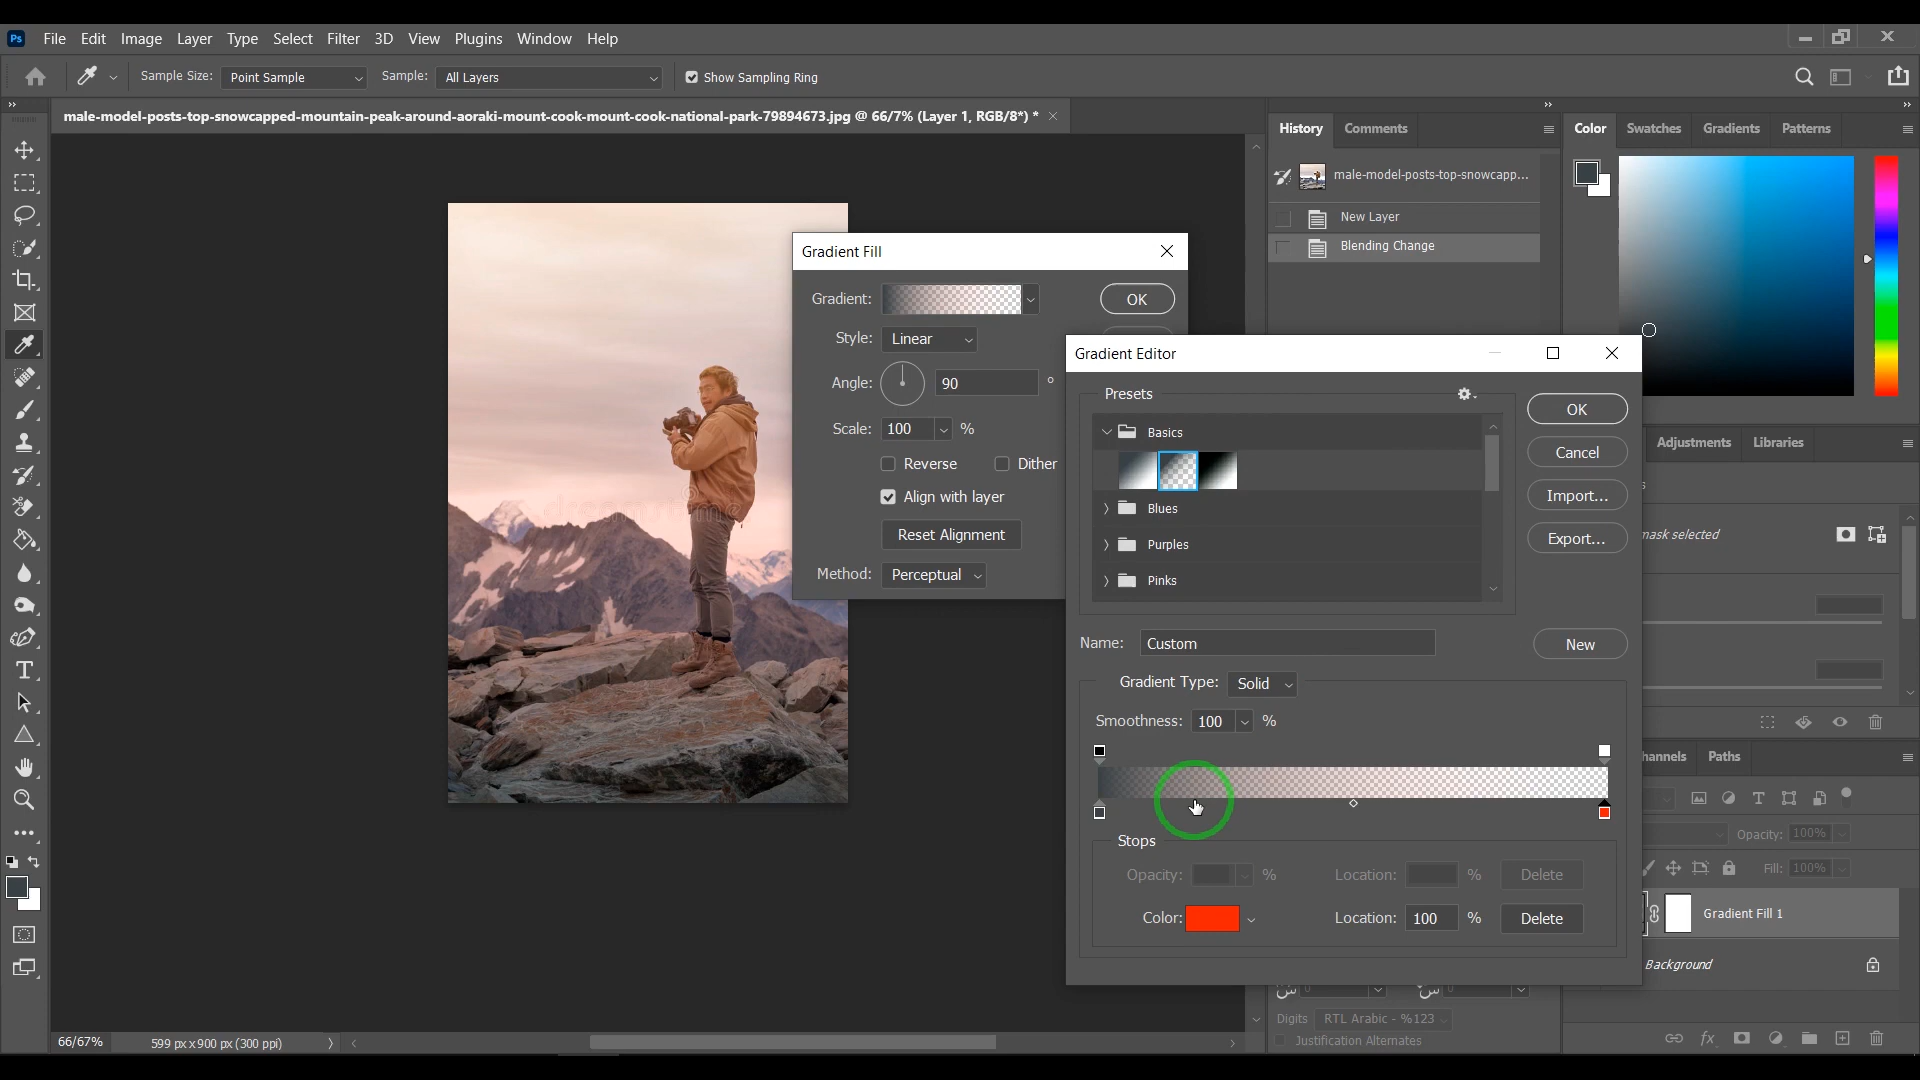 Ps File Edit Image Layer Type Select Filter 3D View Plugins Window Help
Sample Size: Point Sample Sample: All Layers Show Sampling Ring
male-model-posts-top-snowcapped-mountain-peak-around-aoraki-mount-cook-mount-cook-national-park-79894673.jpg @ 66/7% (Layer 1, RGB/8*) *
History Comments
male-model-posts-top-snowcapp...
New Layer
Blending Change
Color Swatches Gradients Patterns
Gradient Fill
Gradient: OK
Style: Linear
Angle: 90 °
Scale: 100 %
Reverse Dither
Align with layer
Reset Alignment
Method: Perceptual
dreamstime
Gradient Editor
Presets
Basics
Blues
Purples
Pinks
OK
Cancel
Import...
Export...
Name: Custom New
Gradient Type: Solid
Smoothness: 100 %
Stops
Opacity: % Location: % Delete
Color: Location: 100 % Delete
Adjustments Libraries
mask selected
hannels Paths
Opacity: 100%
Fill: 100%
Gradient Fill 1
Background
Digits RTL Arabic - %123
Justification Alternates
66/67% 599 px x 900 px (300 ppi)